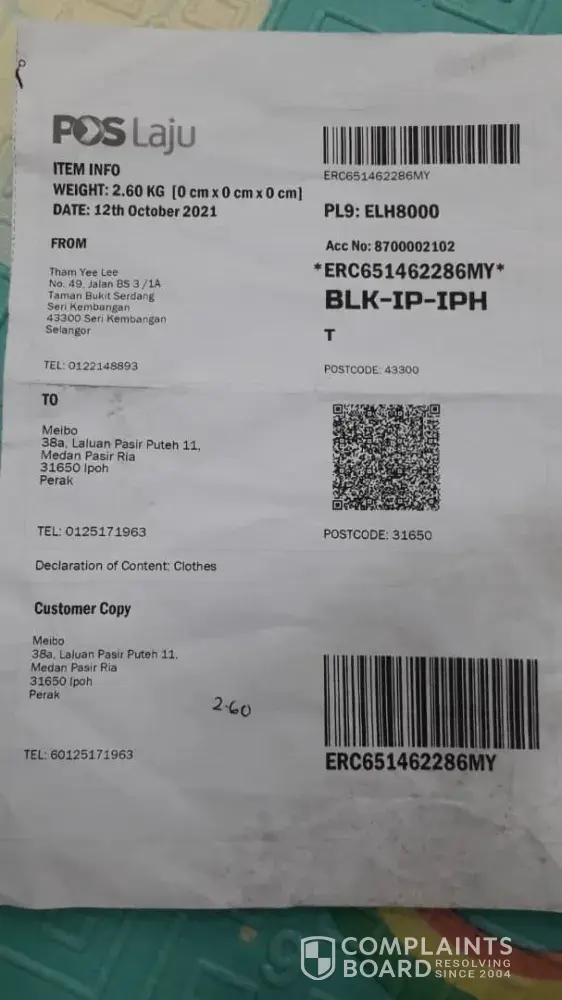 POS Laju
ITEM INFO
WEIGHT: 2.60 KG [0 cm x 0 cm x 0 cm]
DATE: 12th October 2021
ERC651462286MY
PL9: ELH8000
FROM
Acc No: 8700002102
*ERC651462286MY*
BLK-IP-IPH
T
Tham Yee Lee
No. 49, Jalan BS 3 /1A
Taman Bukit Serdang
Seri Kembangan
43300 Seri Kembangan
Selangor
TEL: 0122148893
POSTCODE: 43300
TO
Meibo
38a, Laluan Pasir Puteh 11,
Medan Pasir Ria
31650 Ipoh
Perak
TEL: 0125171963
POSTCODE: 31650
Declaration of Content: Clothes
Customer Copy
Meibo
38a, Laluan Pasir Puteh 11,
Medan Pasir Ria
31650 Ipoh
Perak
2.60
TEL: 60125171963
ERC651462286MY
COMPLAINTS
BOARD RESOLVING
SINCE 2004